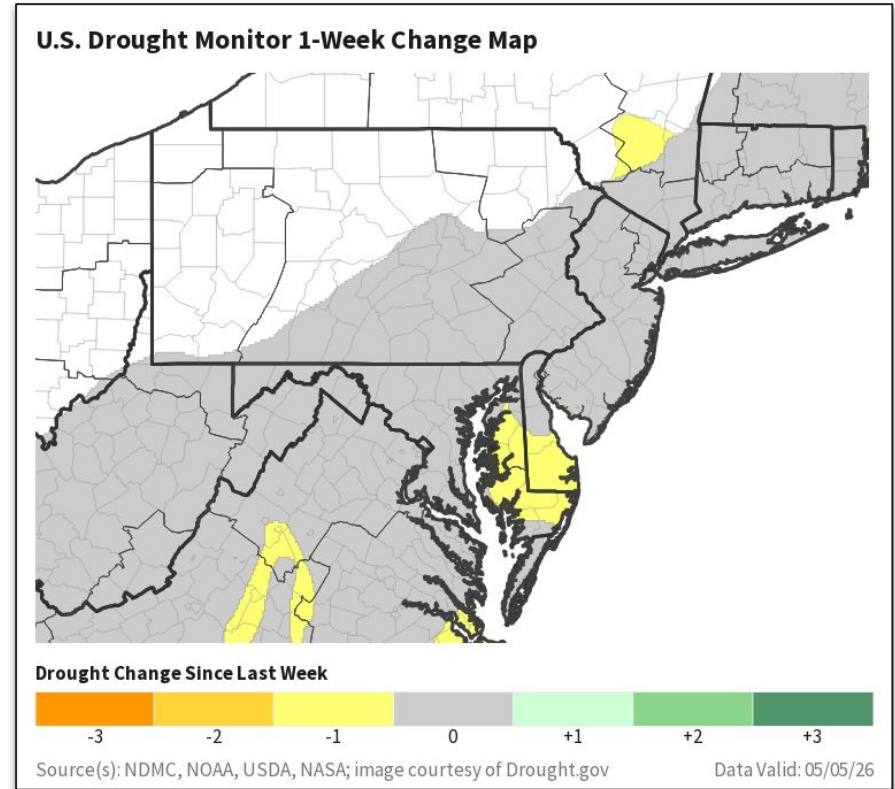 U.S. Drought Monitor 1-Week Change Map
Drought Change Since Last Week
-3 -2 -1 0 +1 +2 +3
Source(s): NDMC, NOAA, USDA, NASA; image courtesy of Drought.gov Data Valid: 05/05/26